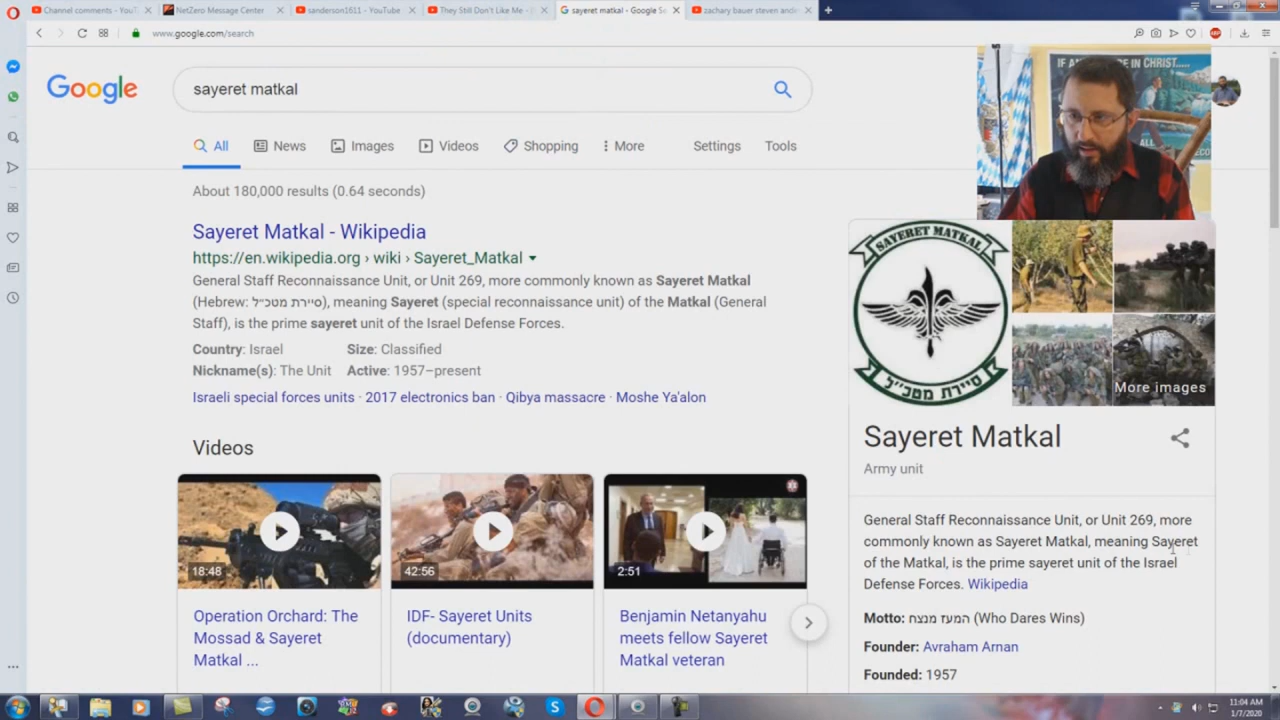 Channel comments - YouT
NetZero Message Center
sanderson1611 - YouTube
They Still Don't Like Me - B
sayeret matkal - Google Se
zachary bauer steven ande
www.google.com/search
IF A E IN CHRIST.....
Google
sayeret matkal
All
News
Images
Videos
Shopping
More
Settings
Tools
About 180,000 results (0.64 seconds)
Sayeret Matkal - Wikipedia
https://en.wikipedia.org › wiki › Sayeret_Matkal
General Staff Reconnaissance Unit, or Unit 269, more commonly known as Sayeret Matkal
(Hebrew: סיירת מטכ״ל), meaning Sayeret (special reconnaissance unit) of the Matkal (General
Staff), is the prime sayeret unit of the Israel Defense Forces.
Country: Israel Size: Classified
Nickname(s): The Unit Active: 1957–present
Israeli special forces units · 2017 electronics ban · Qibya massacre · Moshe Ya'alon
Videos
18:48
42:56
2:51
Operation Orchard: The
Mossad & Sayeret
Matkal ...
IDF- Sayeret Units
(documentary)
Benjamin Netanyahu
meets fellow Sayeret
Matkal veteran
SAYERET MATKAL
סיירת מטכ״ל
More images
Sayeret Matkal
Army unit
General Staff Reconnaissance Unit, or Unit 269, more
commonly known as Sayeret Matkal, meaning Sayeret
of the Matkal, is the prime sayeret unit of the Israel
Defense Forces. Wikipedia
Motto: המעז מנצח (Who Dares Wins)
Founder: Avraham Arnan
Founded: 1957
11:04 AM
1/7/2020